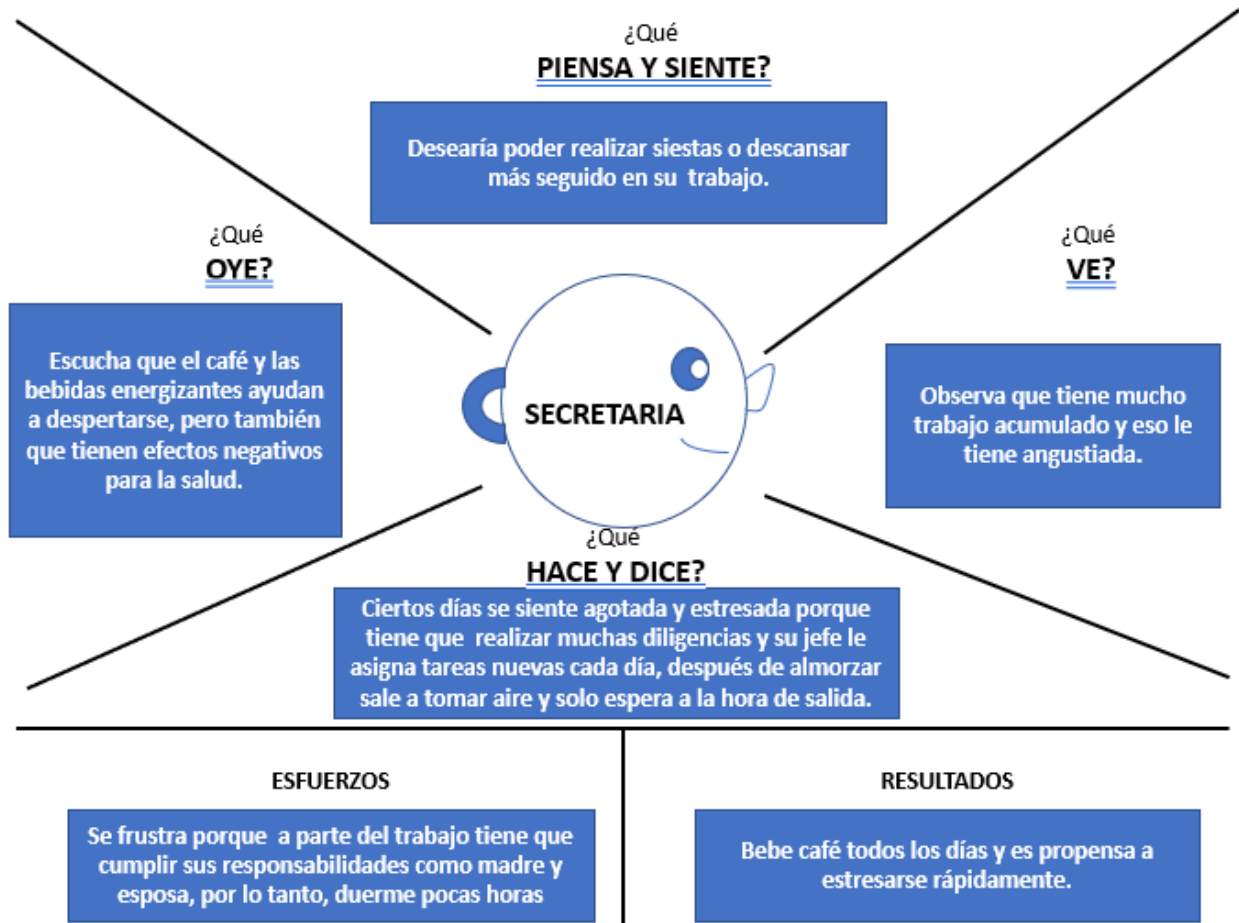 ¿Qué
PIENSA Y SIENTE?
Desearía poder realizar siestas o descansar
más seguido en su trabajo.
¿Qué
OYE?
Escucha que el café y las
bebidas energizantes ayudan
a despertarse, pero también
que tienen efectos negativos
para la salud.
SECRETARIA
¿Qué
VE?
Observa que tiene mucho
trabajo acumulado y eso le
tiene angustiada.
¿Qué
HACE Y DICE?
Ciertos días se siente agotada y estresada porque
tiene que realizar muchas diligencias y su jefe le
asigna tareas nuevas cada día, después de almorzar
sale a tomar aire y solo espera a la hora de salida.
ESFUERZOS
Se frustra porque a parte del trabajo tiene que
cumplir sus responsabilidades como madre y
esposa, por lo tanto, duerme pocas horas
RESULTADOS
Bebe café todos los días y es propensa a
estresarse rápidamente.